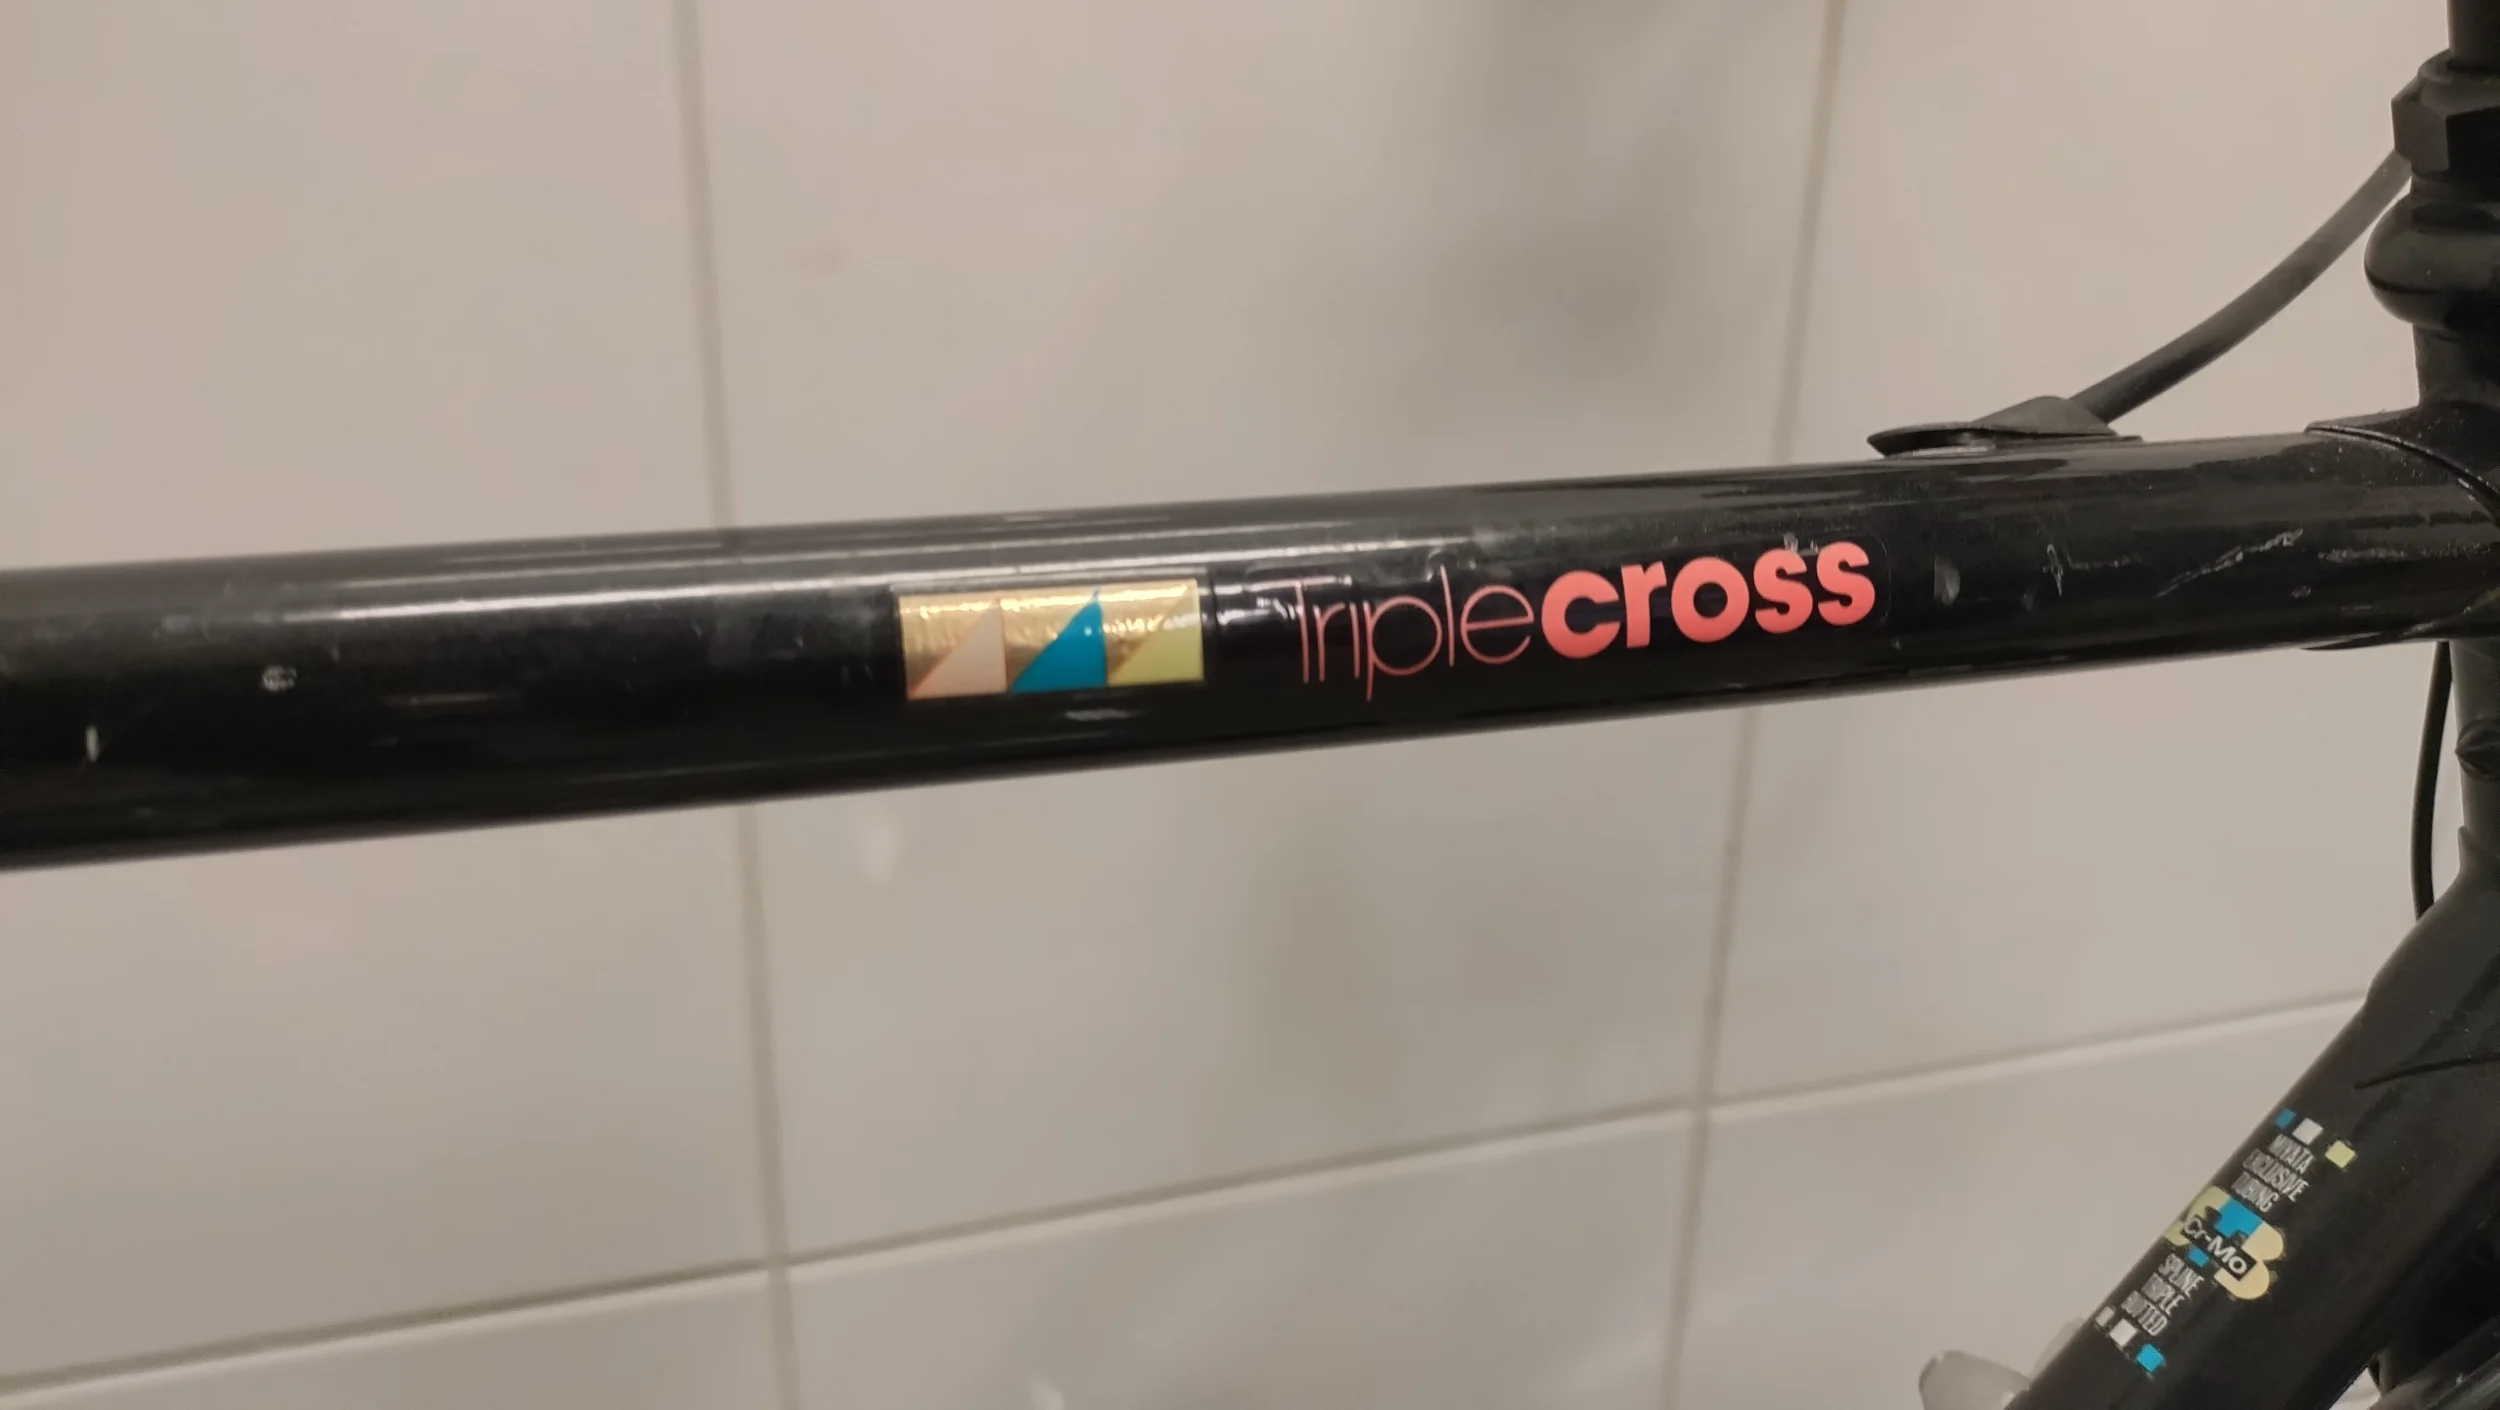 Triplecross
MIYATA
EXCLUSIVE
TUBING
Cr-Mo
SPLINE
TRIPLE
BUTTED